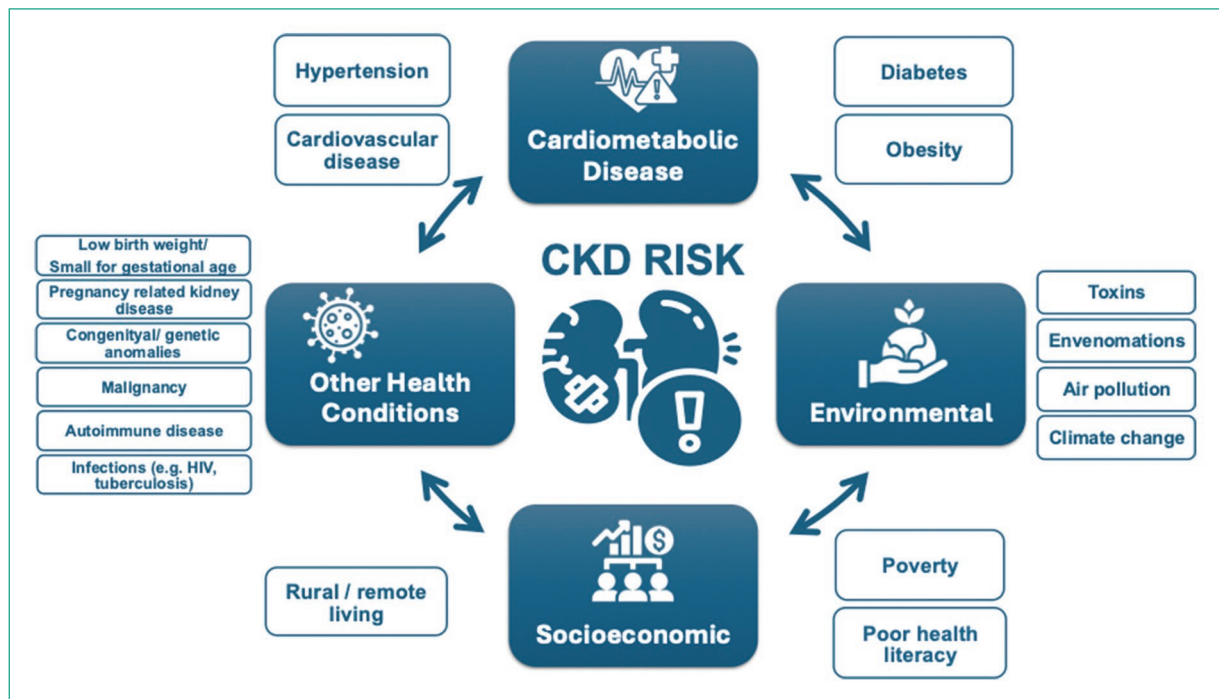 Hypertension
Cardiovascular
disease
Cardiometabolic
Disease
Diabetes
Obesity
CKD RISK
Low birth weight/
Small for gestational age
Pregnancy related kidney
disease
Congenityal/ genetic
anomalies
Malignancy
Autoimmune disease
Infections (e.g. HIV,
tuberculosis)
Other Health
Conditions
Environmental
Toxins
Envenomations
Air pollution
Climate change
Rural / remote
living
Socioeconomic
Poverty
Poor health
literacy